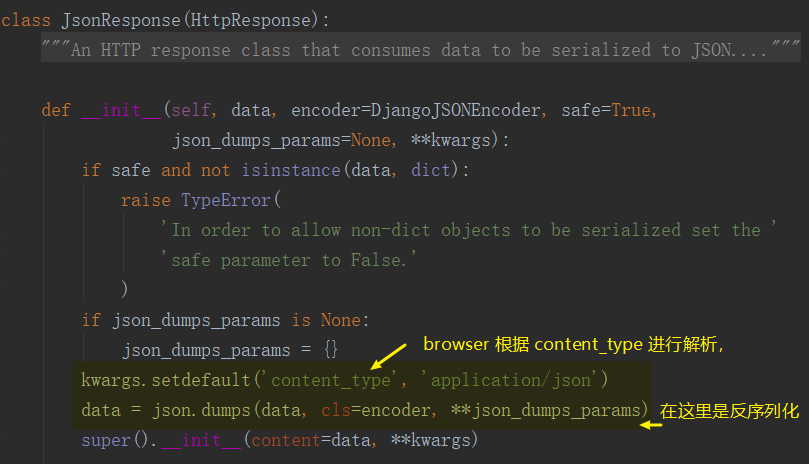 class JsonResponse(HttpResponse):
"""An HTTP response class that consumes data to be serialized to JSON...."""
def __init__(self, data, encoder=DjangoJSONEncoder, safe=True,
json_dumps_params=None, **kwargs):
if safe and not isinstance(data, dict):
raise TypeError(
'In order to allow non-dict objects to be serialized set the '
'safe parameter to False.'
)
if json_dumps_params is None:
json_dumps_params = {}
browser 根据 content_type 进行解析,
kwargs.setdefault('content_type', 'application/json')
data = json.dumps(data, cls=encoder, **json_dumps_params) 在这里是反序列化
super().__init__(content=data, **kwargs)